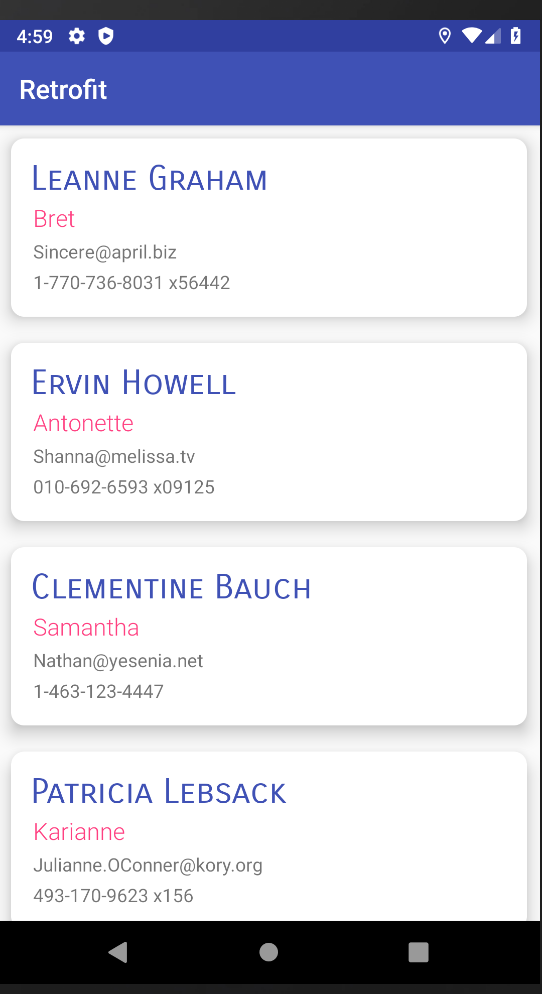 4:59
Retrofit
Leanne Graham
Bret
Sincere@april.biz
1-770-736-8031 x56442
Ervin Howell
Antonette
Shanna@melissa.tv
010-692-6593 x09125
Clementine Bauch
Samantha
Nathan@yesenia.net
1-463-123-4447
Patricia Lebsack
Karianne
Julianne.OConner@kory.org
493-170-9623 x156